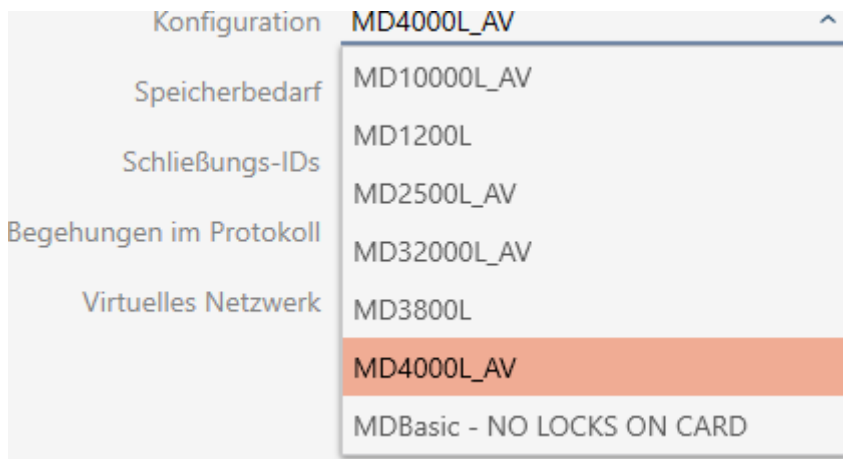 Konfiguration MD4000L_AV
Speicherbedarf MD10000L_AV
MD1200L
Schließungs-IDs
MD2500L_AV
Begehungen im Protokoll MD32000L_AV
Virtuelles Netzwerk MD3800L
MD4000L_AV
MDBasic - NO LOCKS ON CARD